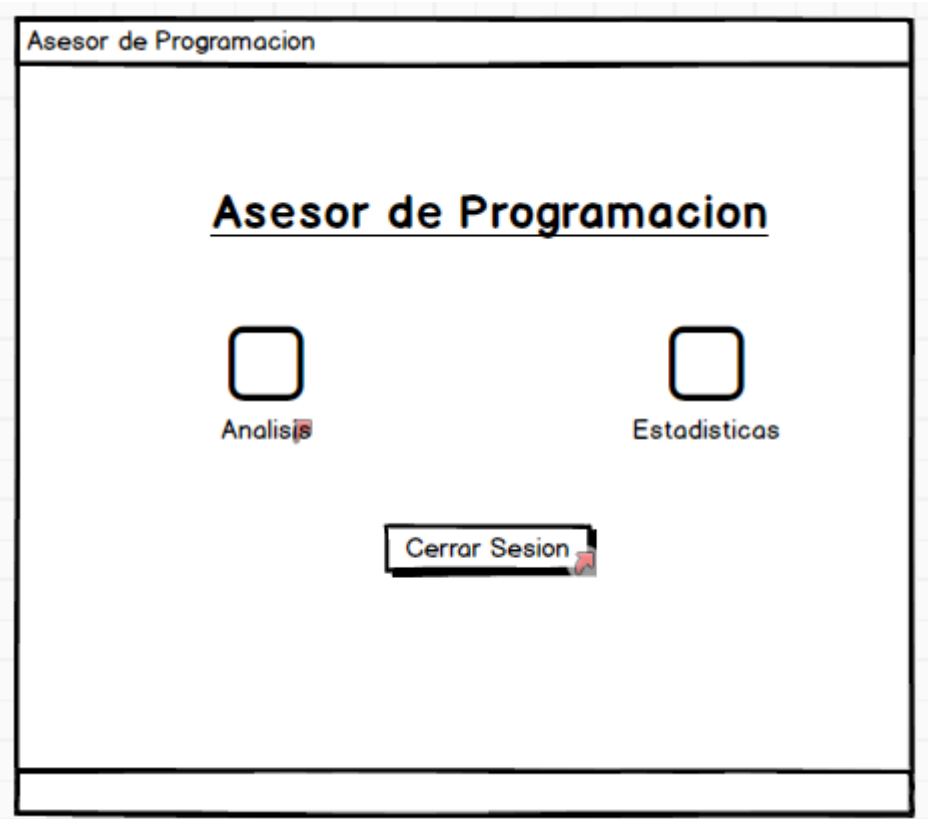 Asesor de Programacion
Asesor de Programacion
Analisis
Estadisticas
Cerrar Sesion